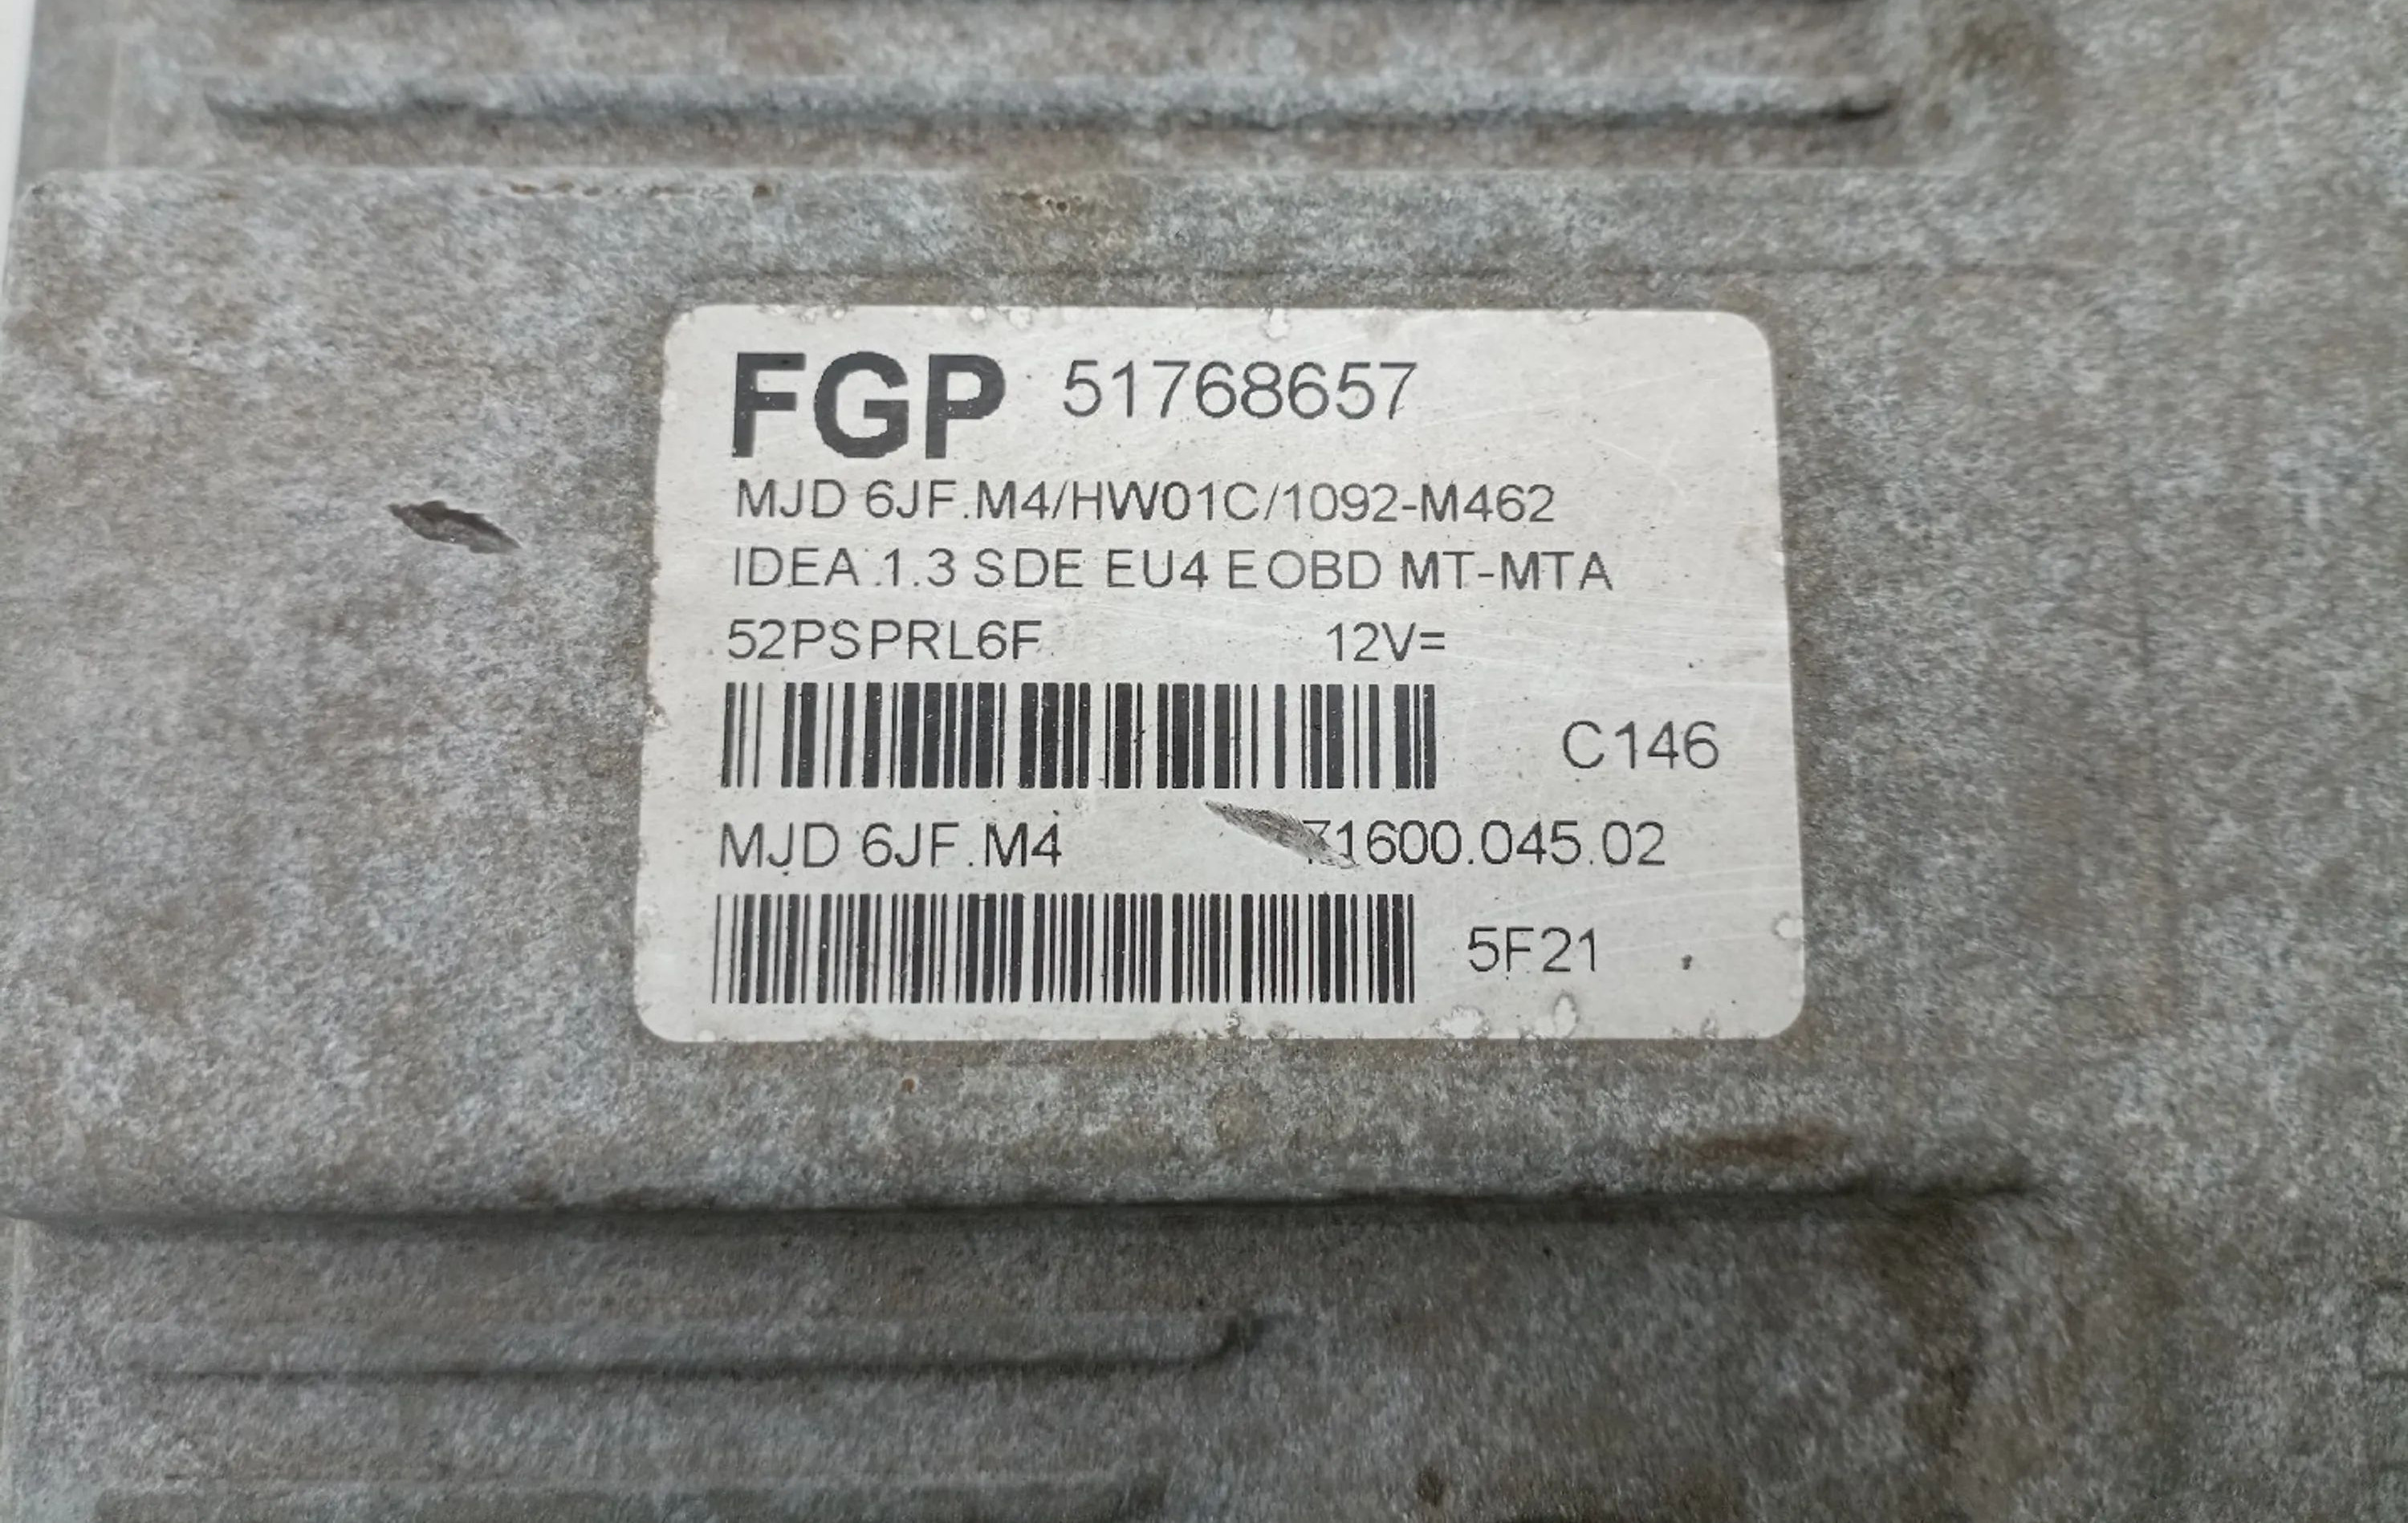 FGP 51768657
MJD 6JF.M4/HW01C/1092-M462
IDEA 1.3 SDE EU4 EOBD MT-MTA
52PSPRL6F 12V=
C146
MJD 6JF.M4 71600.045.02
5F21